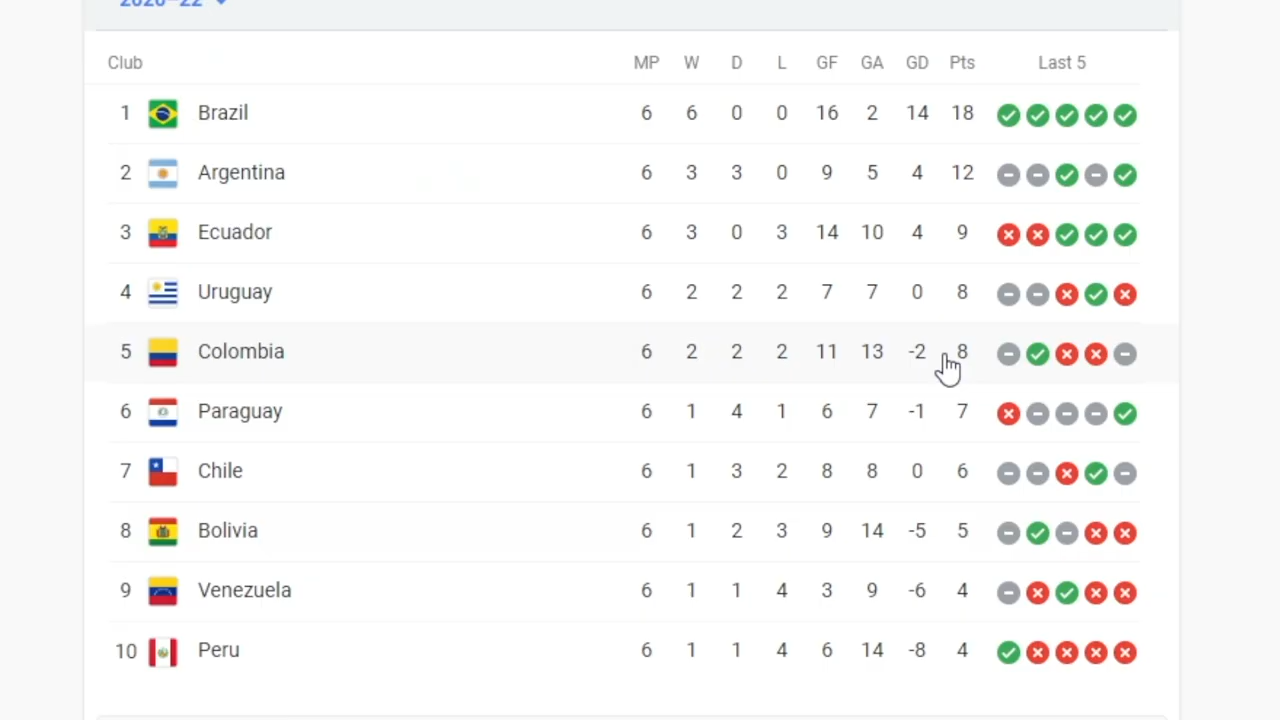 2020–22
Club MP W D L GF GA GD Pts Last 5
1 Brazil 6 6 0 0 16 2 14 18
2 Argentina 6 3 3 0 9 5 4 12
3 Ecuador 6 3 0 3 14 10 4 9
4 Uruguay 6 2 2 2 7 7 0 8
5 Colombia 6 2 2 2 11 13 -2 8
6 Paraguay 6 1 4 1 6 7 -1 7
7 Chile 6 1 3 2 8 8 0 6
8 Bolivia 6 1 2 3 9 14 -5 5
9 Venezuela 6 1 1 4 3 9 -6 4
10 Peru 6 1 1 4 6 14 -8 4